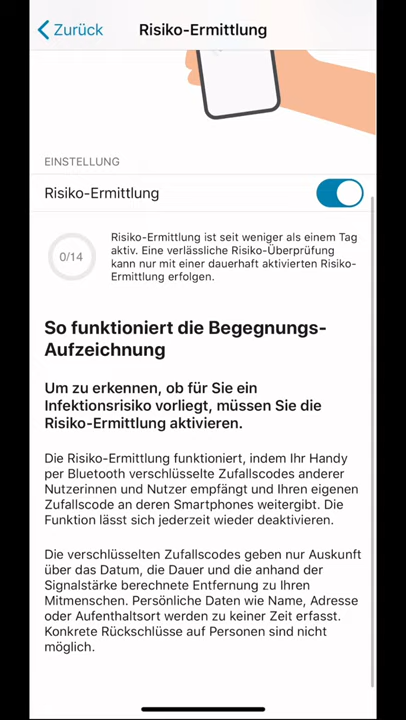 Zurück
Risiko-Ermittlung
EINSTELLUNG
Risiko-Ermittlung
0/14
Risiko-Ermittlung ist seit weniger als einem Tag
aktiv. Eine verlässliche Risiko-Überprüfung
kann nur mit einer dauerhaft aktivierten Risiko-
Ermittlung erfolgen.
So funktioniert die Begegnungs-
Aufzeichnung
Um zu erkennen, ob für Sie ein
Infektionsrisiko vorliegt, müssen Sie die
Risiko-Ermittlung aktivieren.
Die Risiko-Ermittlung funktioniert, indem Ihr Handy
per Bluetooth verschlüsselte Zufallscodes anderer
Nutzerinnen und Nutzer empfängt und Ihren eigenen
Zufallscode an deren Smartphones weitergibt. Die
Funktion lässt sich jederzeit wieder deaktivieren.
Die verschlüsselten Zufallscodes geben nur Auskunft
über das Datum, die Dauer und die anhand der
Signalstärke berechnete Entfernung zu Ihren
Mitmenschen. Persönliche Daten wie Name, Adresse
oder Aufenthaltsort werden zu keiner Zeit erfasst.
Konkrete Rückschlüsse auf Personen sind nicht
möglich.